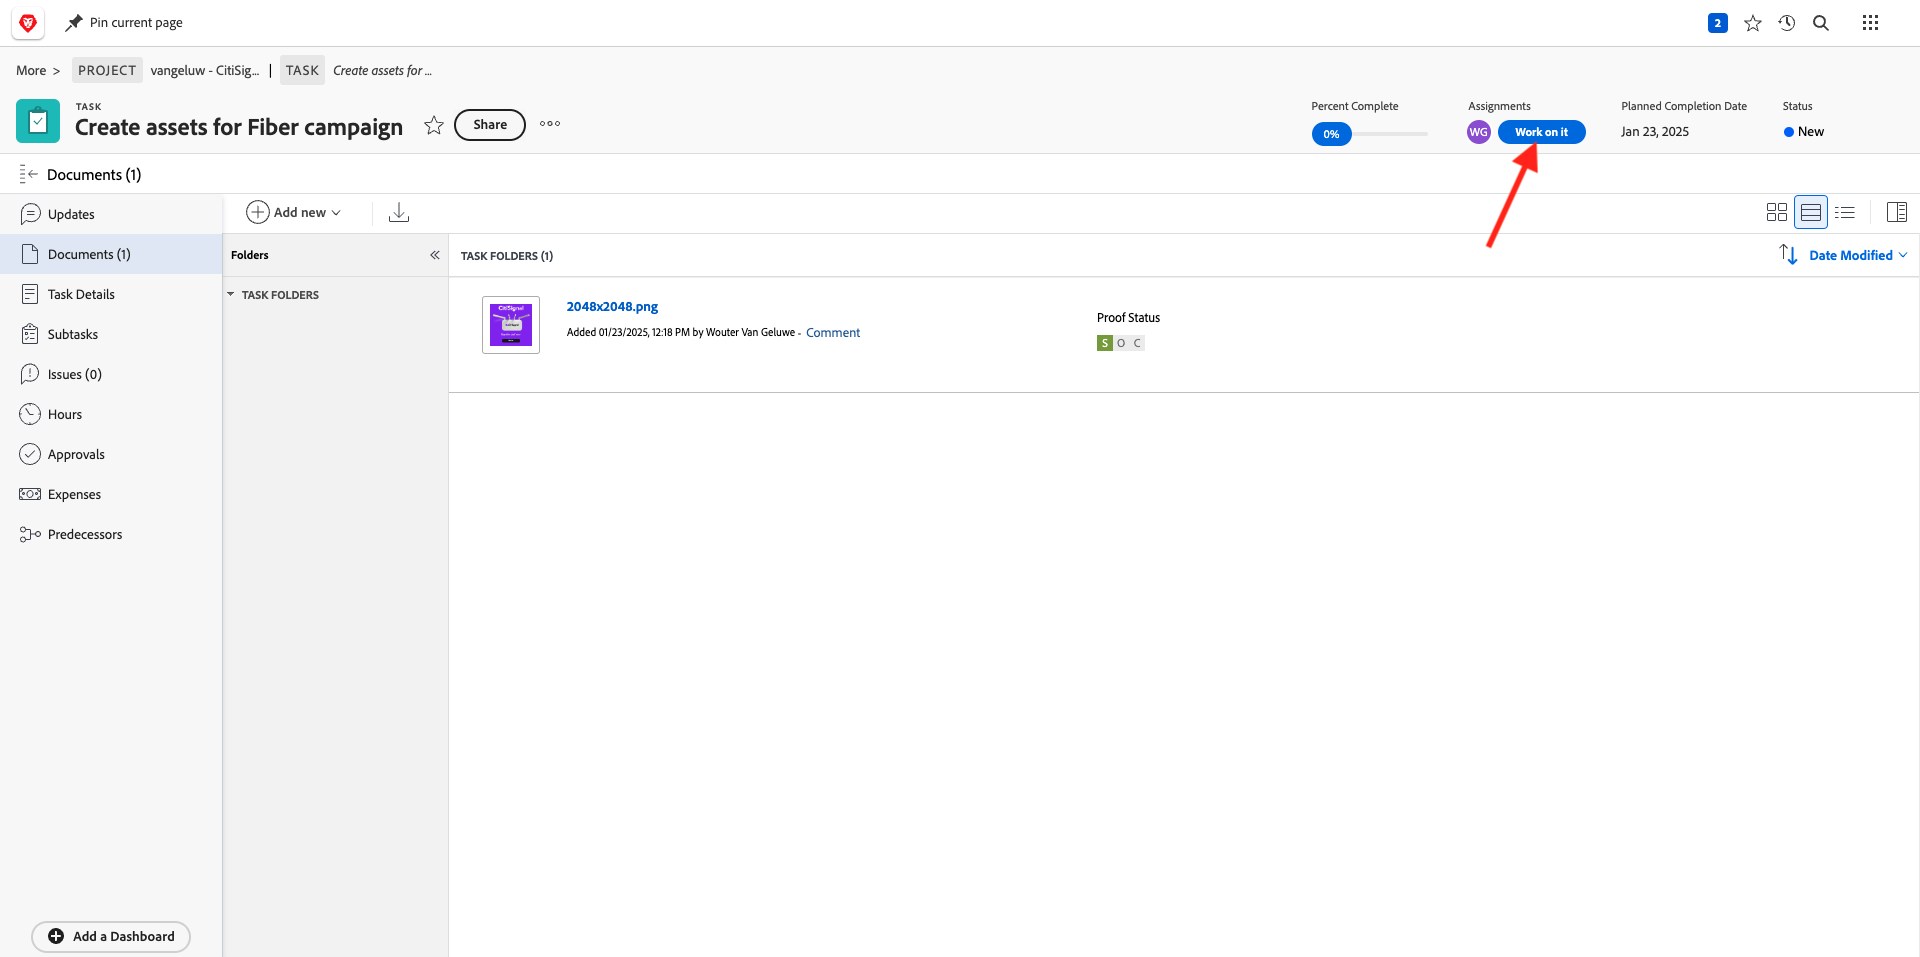 Pin current page
2
More >
PROJECT
vangeluw - CitiSig...
|
TASK
Create assets for ...
TASK
Create assets for Fiber campaign
Share
Percent Complete
0%
Assignments
WG
Work on it
Planned Completion Date
Jan 23, 2025
Status
New
Documents (1)
Updates
Documents (1)
Task Details
Subtasks
Issues (0)
Hours
Approvals
Expenses
Predecessors
Add a Dashboard
Add new
Folders
TASK FOLDERS
TASK FOLDERS (1)
Date Modified
CitiSignal
2048x2048.png
Added 01/23/2025, 12:18 PM by Wouter Van Geluwe - Comment
Proof Status
S O C